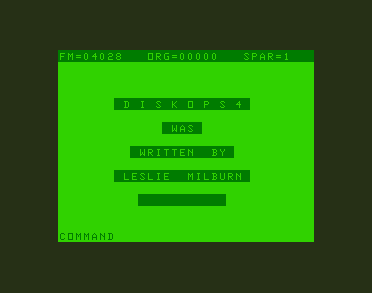 FM=04028 ORG=00000 SPAR=1
D I S K O P S 4
WAS
WRITTEN BY
LESLIE MILBURN
COMMAND